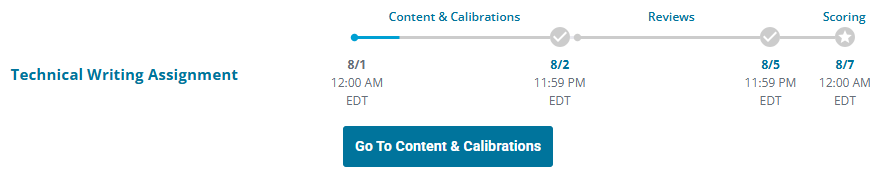 Content & Calibrations Reviews Scoring
8/1 8/2 8/5 8/7
Technical Writing Assignment
12:00 AM 11:59 PM 11:59 PM 12:00 AM
EDT EDT EDT EDT
Go To Content & Calibrations